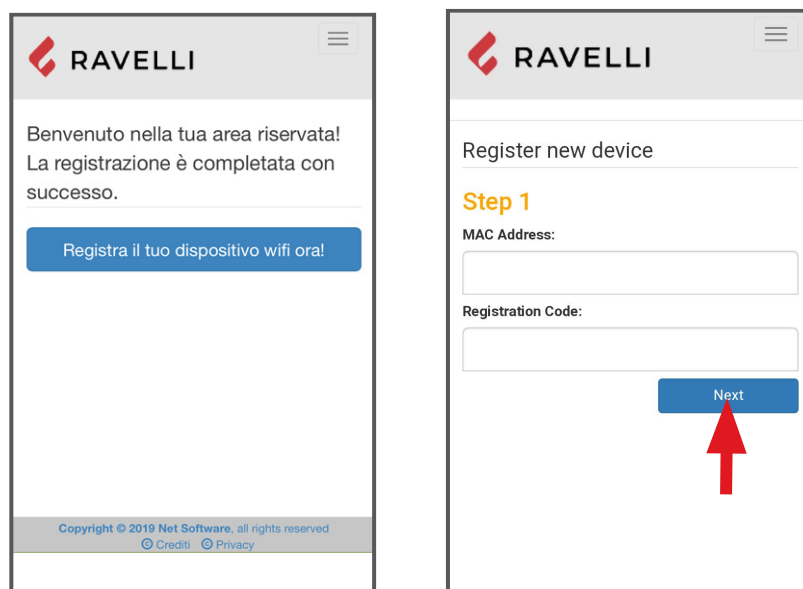 RAVELLI
Benvenuto nella tua area riservata!
La registrazione è completata con
successo.
Registra il tuo dispositivo wifi ora!
Copyright © 2019 Net Software, all rights reserved
© Crediti © Privacy
RAVELLI
Register new device
Step 1
MAC Address:
Registration Code:
Next